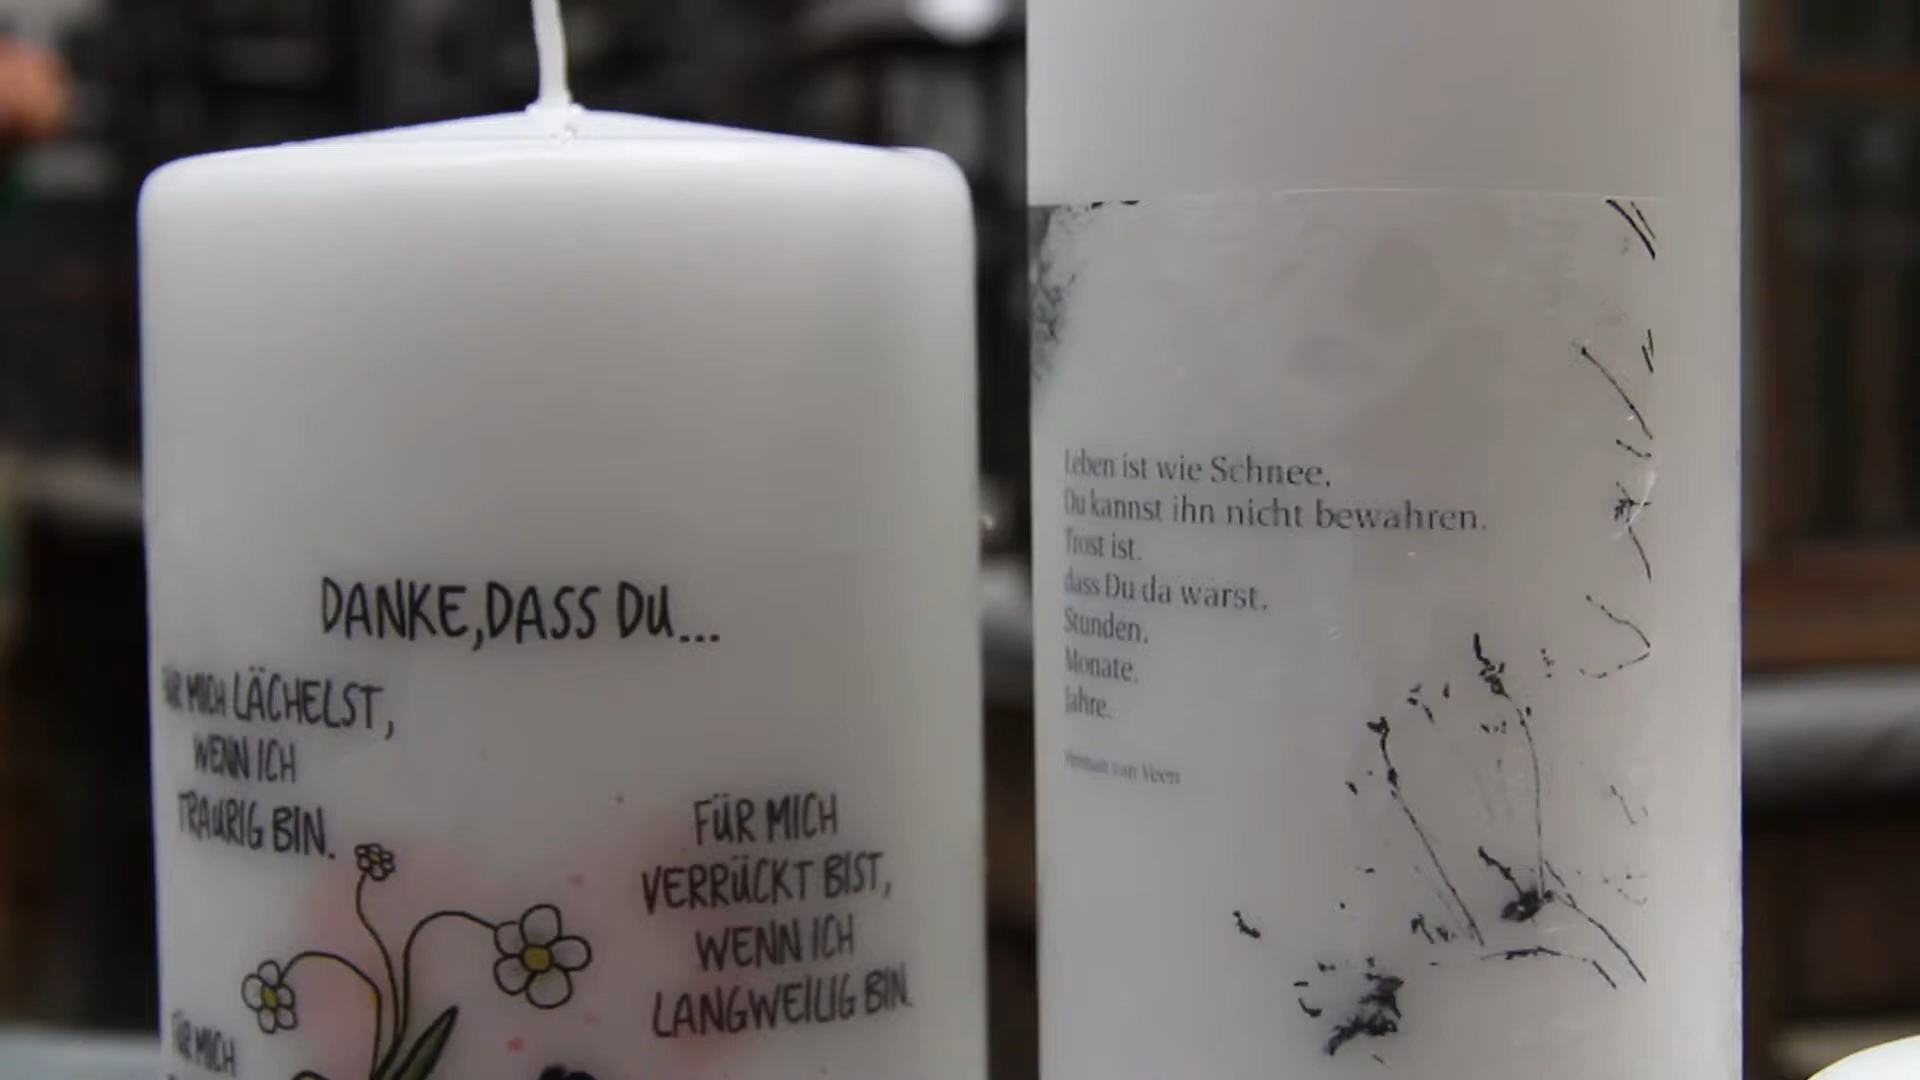 DANKE, DASS DU...
FÜR MICH LÄCHELST,
WENN ICH
TRAURIG BIN.
FÜR MICH
VERRÜCKT BIST,
WENN ICH
LANGWEILIG BIN.
FÜR MICH
Leben ist wie Schnee,
Du kannst ihn nicht bewahren.
Trost ist.
dass Du da warst.
Stunden,
Monate,
Jahre.
Herman van Veen